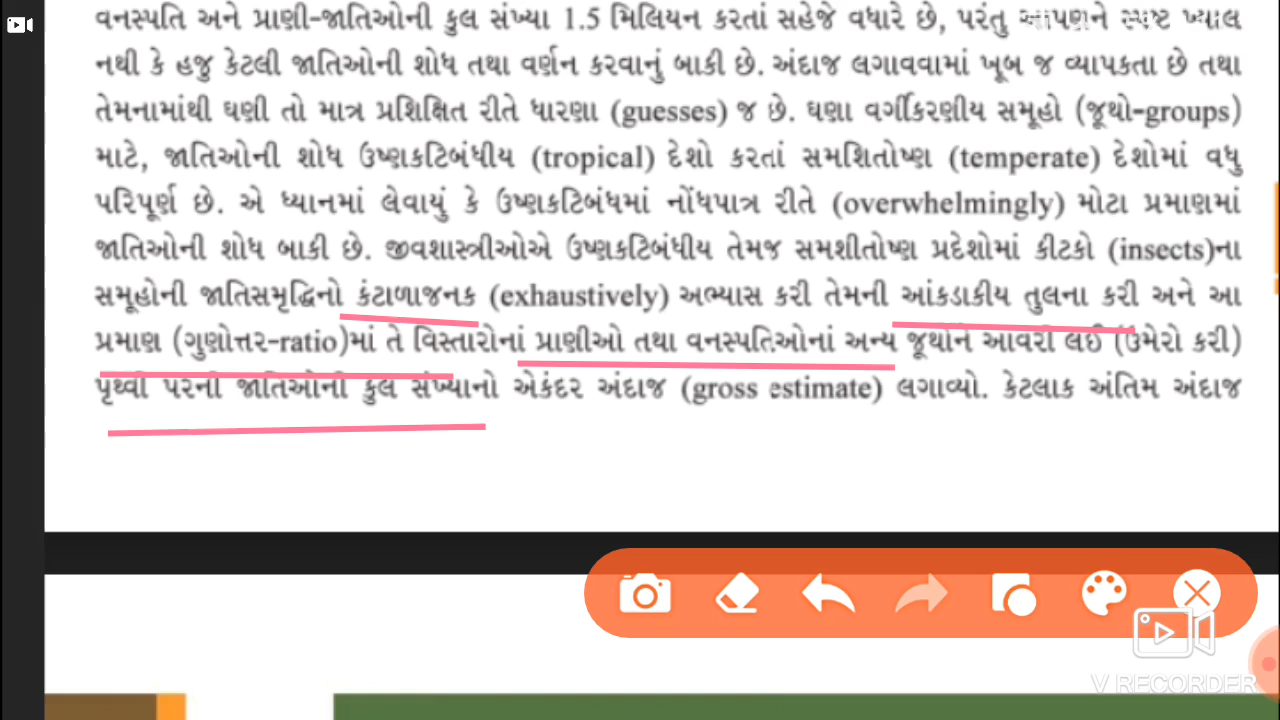 વનસ્પતિ અને પ્રાણી-જાતિઓની કુલ સંખ્યા 1.5 મિલિયન કરતાં સહેજે વધારે છે, પરંતુ આપણને સ્પષ્ટ ખ્યાલ
નથી કે હજુ કેટલી જાતિઓની શોધ તથા વર્ણન કરવાનું બાકી છે. અંદાજ લગાવવામાં ખૂબ જ વ્યાપકતા છે તથા
તેમનામાંથી ઘણી તો માત્ર પ્રશિક્ષિત રીતે ધારણા (guesses) જ છે. ઘણા વર્ગીકરણીય સમૂહો (જૂથો-groups)
માટે, જાતિઓની શોધ ઉષ્ણકટિબંધીય (tropical) દેશો કરતાં સમશિતોષ્ણ (temperate) દેશોમાં વધુ
પરિપૂર્ણ છે. એ ધ્યાનમાં લેવાયું કે ઉષ્ણકટિબંધમાં નોંધપાત્ર રીતે (overwhelmingly) મોટા પ્રમાણમાં
જાતિઓની શોધ બાકી છે. જીવશાસ્ત્રીઓએ ઉષ્ણકટિબંધીય તેમજ સમશીતોષ્ણ પ્રદેશોમાં કીટકો (insects)ના
સમૂહોની જાતિસમૃદ્ધિનો કંટાળાજનક (exhaustively) અભ્યાસ કરી તેમની આંકડાકીય તુલના કરી અને આ
પ્રમાણ (ગુણોત્તર-ratio)માં તે વિસ્તારોનાં પ્રાણીઓ તથા વનસ્પતિઓનાં અન્ય જૂથોને આવરી લઈ (ઉમેરો કરી)
પૃથ્વી પરની જાતિઓની કુલ સંખ્યાનો એકંદર અંદાજ (gross estimate) લગાવ્યો. કેટલાક અંતિમ અંદાજ
V RECORDER